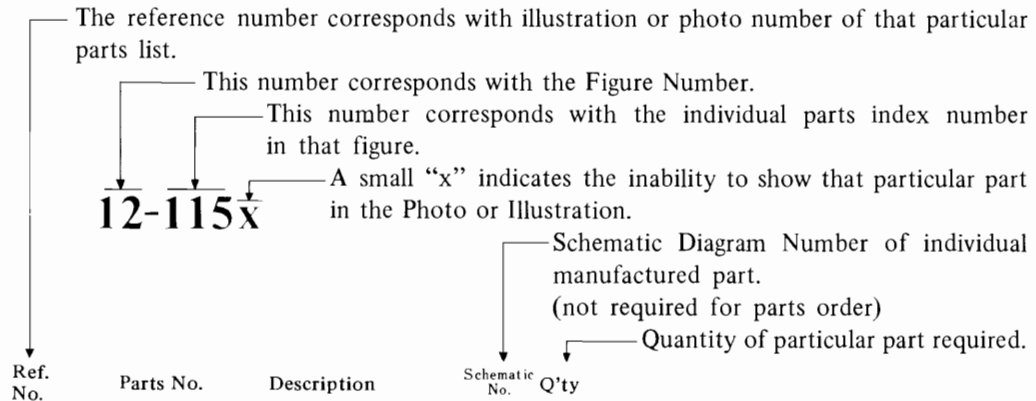 The reference number corresponds with illustration or photo number of that particular
parts list.
This number corresponds with the Figure Number.
This number corresponds with the individual parts index number
in that figure.
A small “x” indicates the inability to show that particular part
in the Photo or Illustration.
12-115x
Schematic Diagram Number of individual
manufactured part.
(not required for parts order)
Quantity of particular part required.
Ref. No. Parts No. Description Schematic No. Q'ty